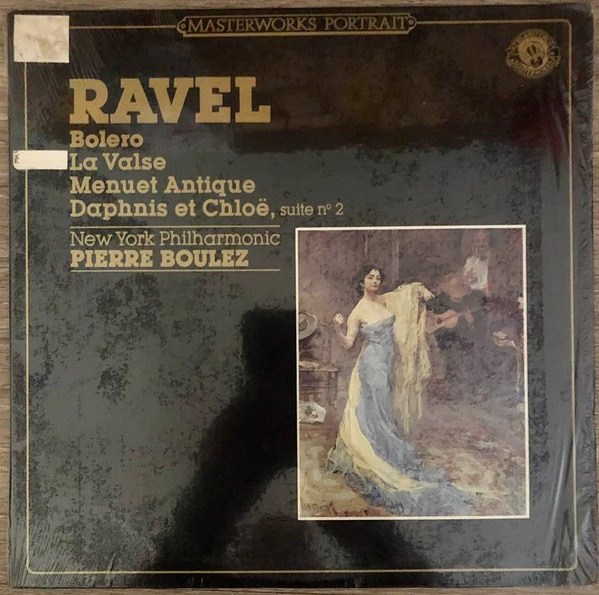 MASTERWORKS PORTRAIT
RAVEL
Bolero
La Valse
Menuet Antique
Daphnis et Chloë, suite nº 2
New York Philharmonic
PIERRE BOULEZ